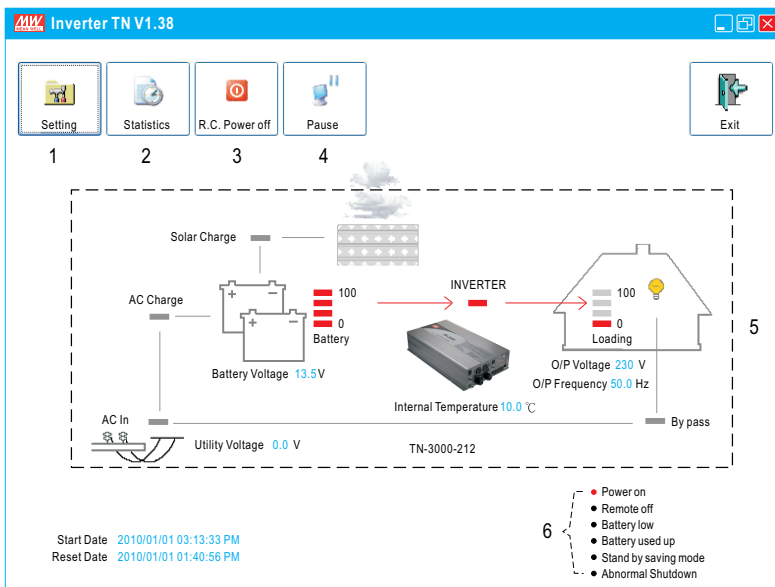 MW MEAN WELL Inverter TN V1.38
Setting Statistics R.C. Power off Pause Exit
1 2 3 4
Solar Charge
AC Charge
100
0
Battery
Battery Voltage 13.5V
INVERTER
Internal Temperature 10.0 ℃
100
0
Loading
O/P Voltage 230 V
O/P Frequency 50.0 Hz
5
AC In
Utility Voltage 0.0 V
TN-3000-212
By pass
6
Power on
Remote off
Battery low
Battery used up
Stand by saving mode
Abnormal Shutdown
Start Date 2010/01/01 03:13:33 PM
Reset Date 2010/01/01 01:40:56 PM